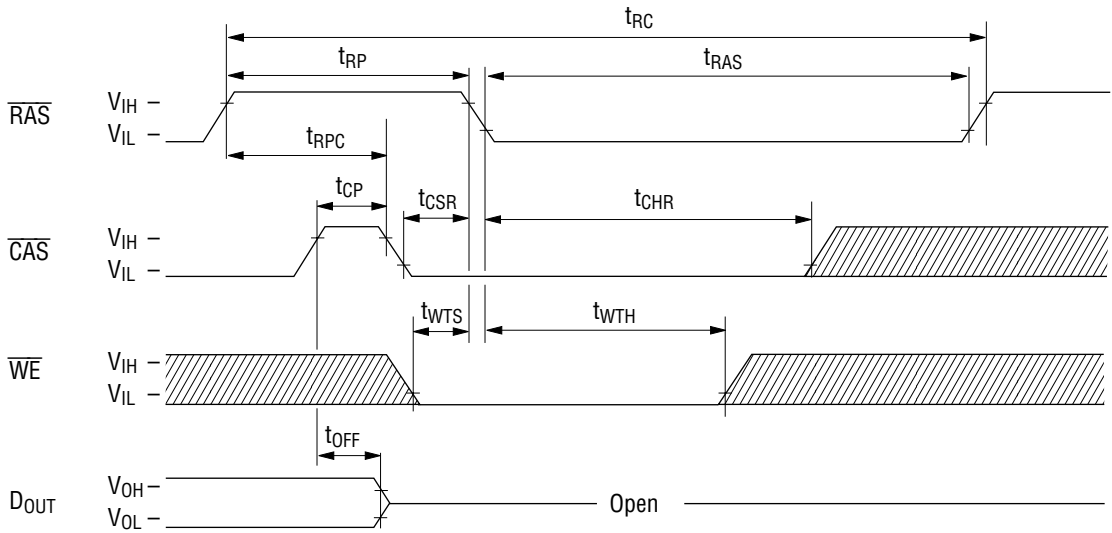 tRC
tRP
tRAS
RAS
VIH –
VIL –
tRPC
tCP
tCSR
tCHR
CAS
VIH –
VIL –
tWTS
tWTH
WE
VIH –
VIL –
tOFF
DOUT
VOH –
VOL –
Open